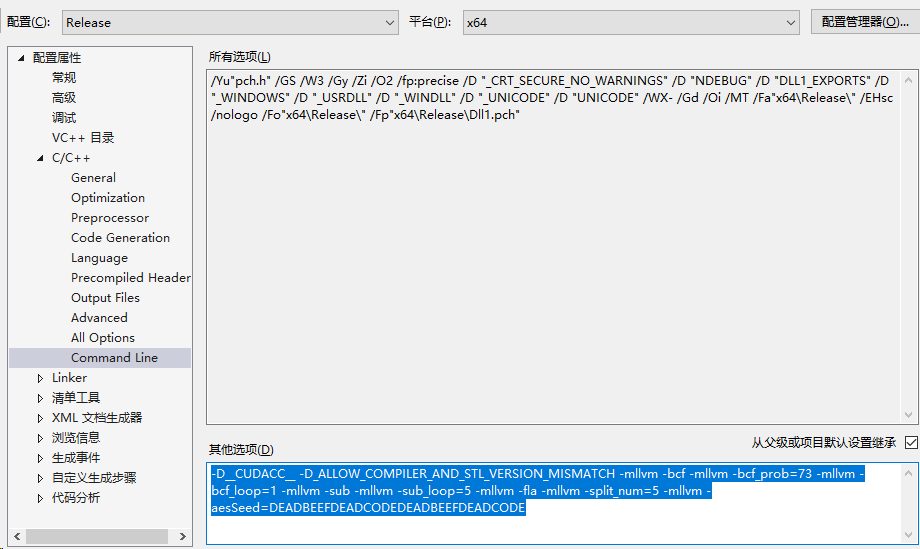 配置(C): Release 平台(P): x64 配置管理器(O)...
配置属性
常规
高级
调试
VC++ 目录
C/C++
General
Optimization
Preprocessor
Code Generation
Language
Precompiled Header
Output Files
Advanced
All Options
Command Line
Linker
清单工具
XML 文档生成器
浏览信息
生成事件
自定义生成步骤
代码分析
所有选项(L)
/Yu"pch.h" /GS /W3 /Gy /Zi /O2 /fp:precise /D "_CRT_SECURE_NO_WARNINGS" /D "NDEBUG" /D "DLL1_EXPORTS" /D
"_WINDOWS" /D "_USRDLL" /D "_WINDLL" /D "_UNICODE" /D "UNICODE" /WX- /Gd /Oi /MT /Fa"x64\Release\" /EHsc
/nologo /Fo"x64\Release\" /Fp"x64\Release\Dll1.pch"
其他选项(D)
从父级或项目默认设置继承
-D__CUDACC__ -D_ALLOW_COMPILER_AND_STL_VERSION_MISMATCH -mllvm -bcf -mllvm -bcf_prob=73 -mllvm -
bcf_loop=1 -mllvm -sub -mllvm -sub_loop=5 -mllvm -fla -mllvm -split_num=5 -mllvm -
aesSeed=DEADBEEFDEADCODEDEADBEEFDEADCODE